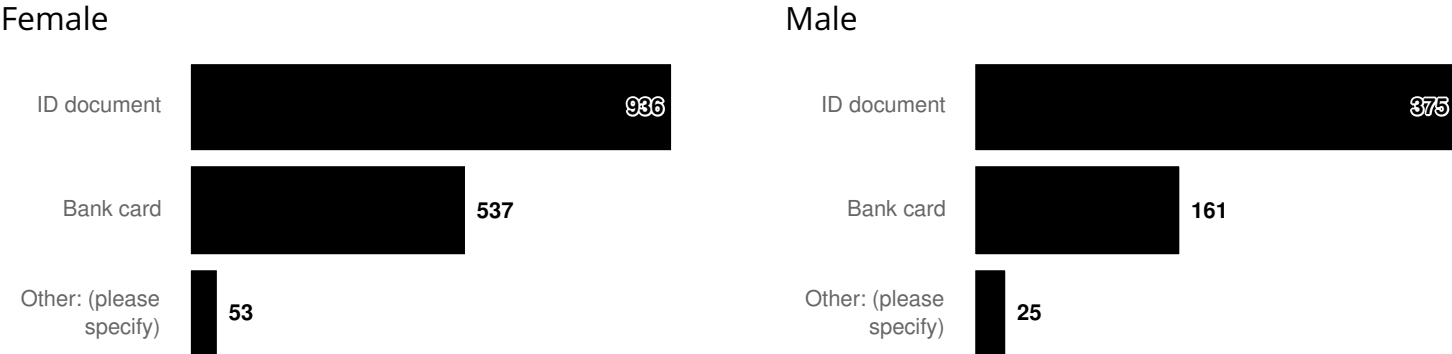 Female
ID document
936
Bank card
537
Other: (please
specify)
53
Male
ID document
375
Bank card
161
Other: (please
specify)
25